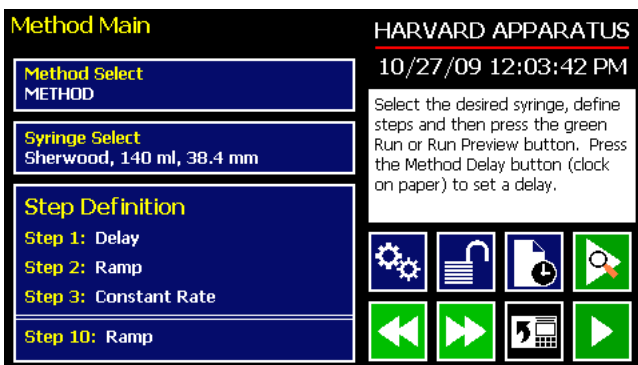 Method Main
Method Select
METHOD
Syringe Select
Sherwood, 140 ml, 38.4 mm
Step Definition
Step 1: Delay
Step 2: Ramp
Step 3: Constant Rate
Step 10: Ramp
HARVARD APPARATUS
10/27/09 12:03:42 PM
Select the desired syringe, define
steps and then press the green
Run or Run Preview button. Press
the Method Delay button (clock
on paper) to set a delay.